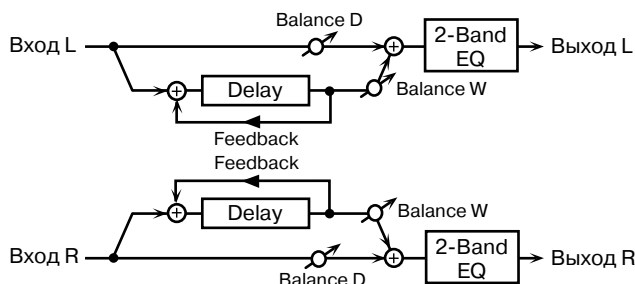 Balance D
Вход L
2-Band
EQ
Выход L
Delay
Balance W
Feedback
Feedback
Delay
Balance W
Вход R
2-Band
EQ
Выход R
Balance D